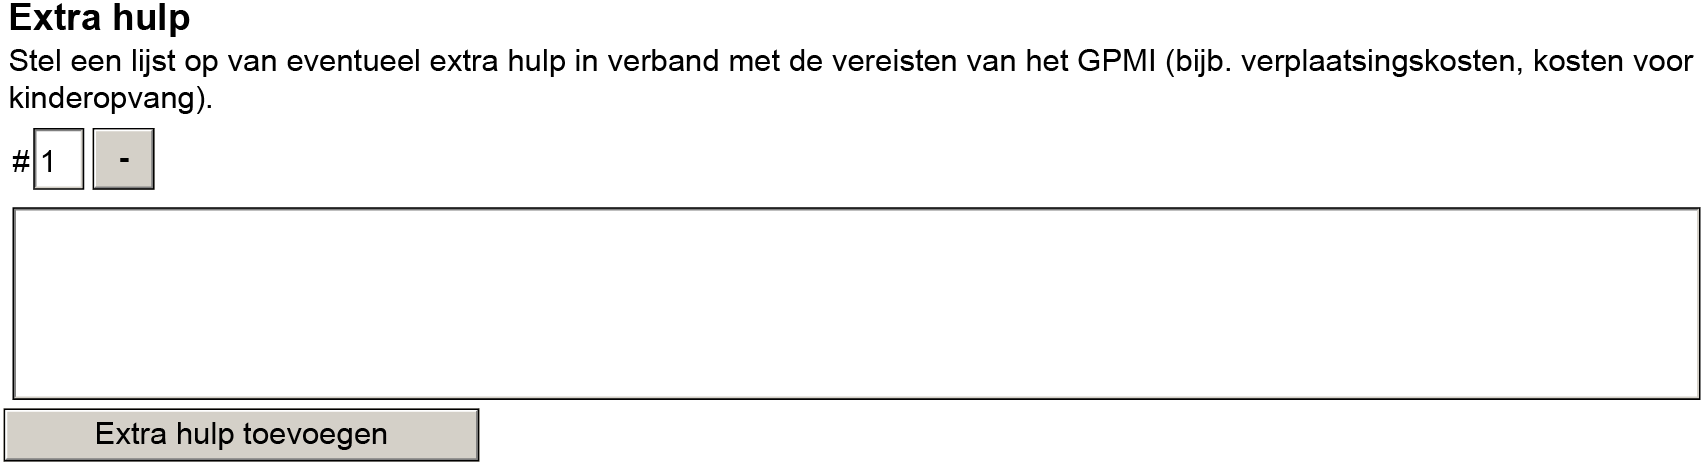 Extra hulp
Stel een lijst op van eventueel extra hulp in verband met de vereisten van het GPMI (bijb. verplaatsingskosten, kosten voor
kinderopvang).
#1 -
Extra hulp toevoegen